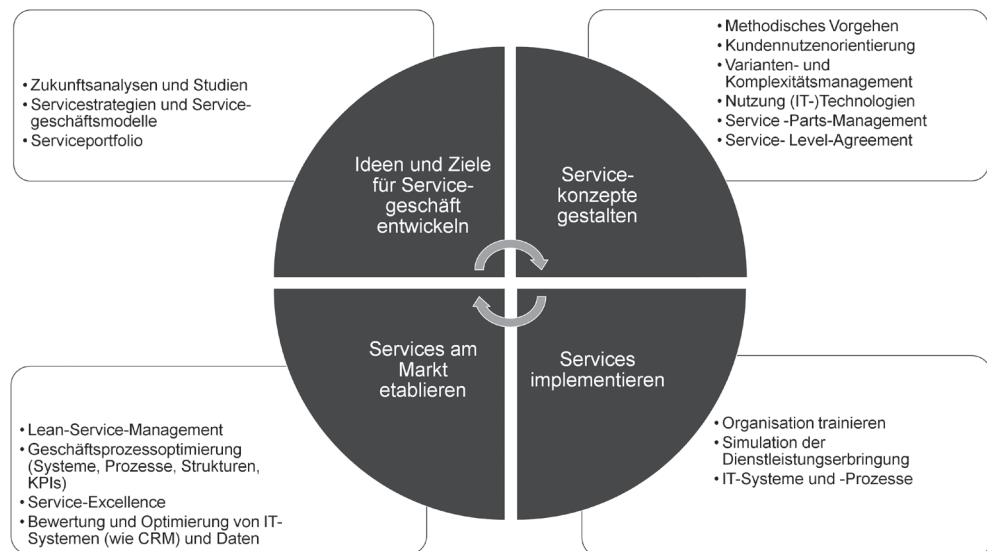 • Zukunftsanalysen und Studien
• Servicestrategien und Service-
geschäftsmodelle
• Serviceportfolio
Ideen und Ziele
für Service-
geschäft
entwickeln
• Methodisches Vorgehen
• Kundennutzenorientierung
• Varianten- und
Komplexitätsmanagement
• Nutzung (IT-)Technologien
• Service -Parts-Management
• Service- Level-Agreement
Service-
konzepte
gestalten
Services am
Markt
etablieren
• Lean-Service-Management
• Geschäftsprozessoptimierung
(Systeme, Prozesse, Strukturen,
KPIs)
• Service-Excellence
• Bewertung und Optimierung von IT-
Systemen (wie CRM) und Daten
Services
implementieren
• Organisation trainieren
• Simulation der
Dienstleistungserbringung
• IT-Systeme und -Prozesse